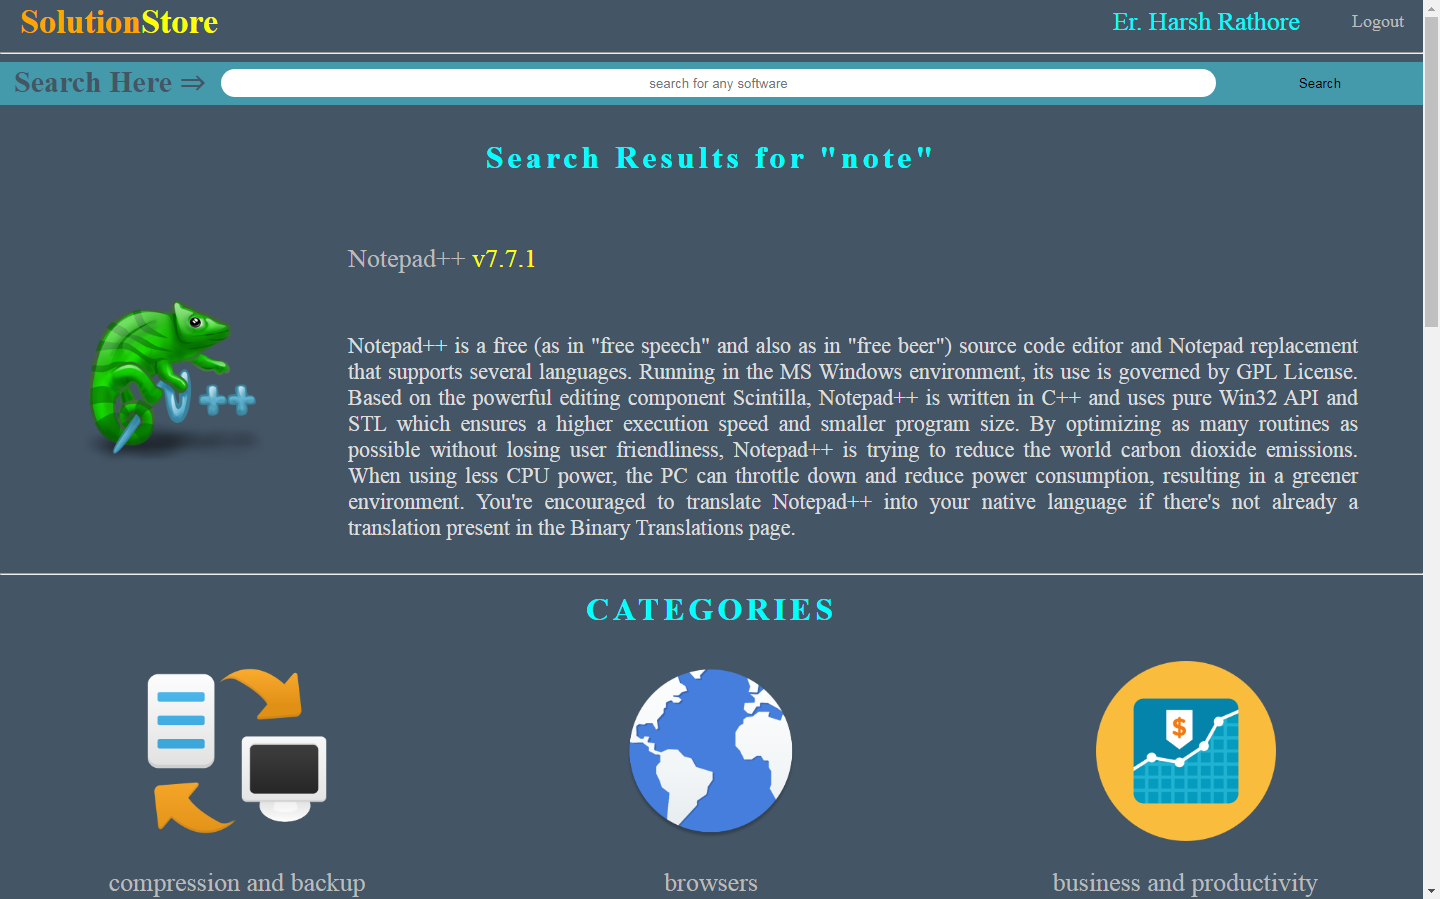 SolutionStore
Er. Harsh Rathore
Logout
Search Here ⇒
search for any software
Search
Search Results for "note"
Notepad++ v7.7.1
++
Notepad++ is a free (as in "free speech" and also as in "free beer") source code editor and Notepad replacement
that supports several languages. Running in the MS Windows environment, its use is governed by GPL License.
Based on the powerful editing component Scintilla, Notepad++ is written in C++ and uses pure Win32 API and
STL which ensures a higher execution speed and smaller program size. By optimizing as many routines as
possible without losing user friendliness, Notepad++ is trying to reduce the world carbon dioxide emissions.
When using less CPU power, the PC can throttle down and reduce power consumption, resulting in a greener
environment. You're encouraged to translate Notepad++ into your native language if there's not already a
translation present in the Binary Translations page.
CATEGORIES
$
compression and backup
browsers
business and productivity